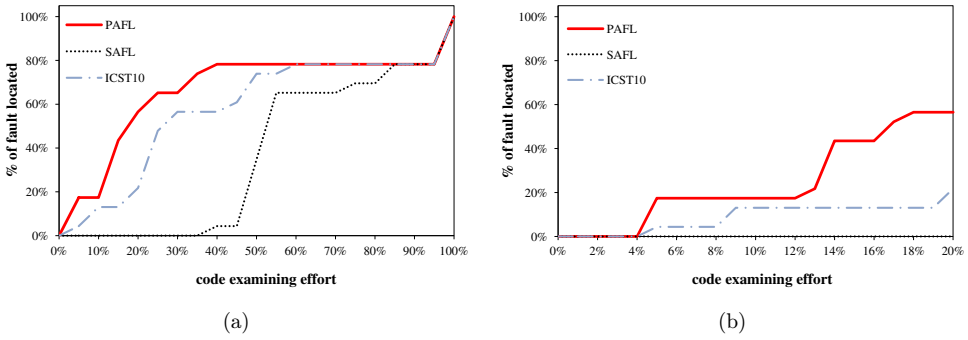 100%
80%
60%
40%
20%
0%
% of fault located
PAFL
SAFL
ICST10
0% 10% 20% 30% 40% 50% 60% 70% 80% 90% 100%
code examining effort
(a)
100%
80%
60%
40%
20%
0%
% of fault located
PAFL
SAFL
ICST10
0% 2% 4% 6% 8% 10% 12% 14% 16% 18% 20%
code examining effort
(b)